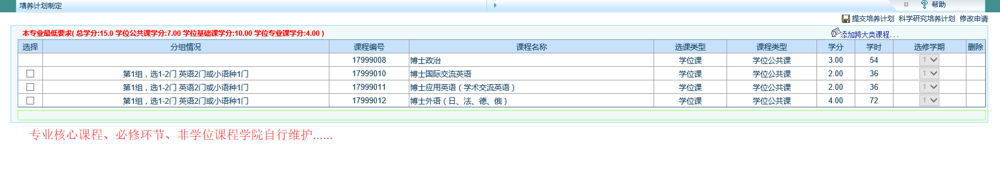 培养计划制定
帮助
提交培养计划 科学研究培养计划 修改申请
本专业最低要求( 总学分:15.0 学位公共课学分:7.00 学位基础课学分:10.00 学位专业课学分:4.00 )
添加跨大类课程...
选择 分组情况 课程编号 课程名称 选课类型 课程类型 学分 学时 选修学期 删除
17999008 博士政治 学位课 学位公共课 3.00 54 1
第1组，选1-2门 英语2门或小语种1门 17999010 博士国际交流英语 学位课 学位公共课 2.00 36 1
第1组，选1-2门 英语2门或小语种1门 17999011 博士应用英语（学术交流英语） 学位课 学位公共课 2.00 36 1
第1组，选1-2门 英语2门或小语种1门 17999012 博士外语（日、法、德、俄） 学位课 学位公共课 4.00 72 1
专业核心课程、必修环节、非学位课程学院自行维护......